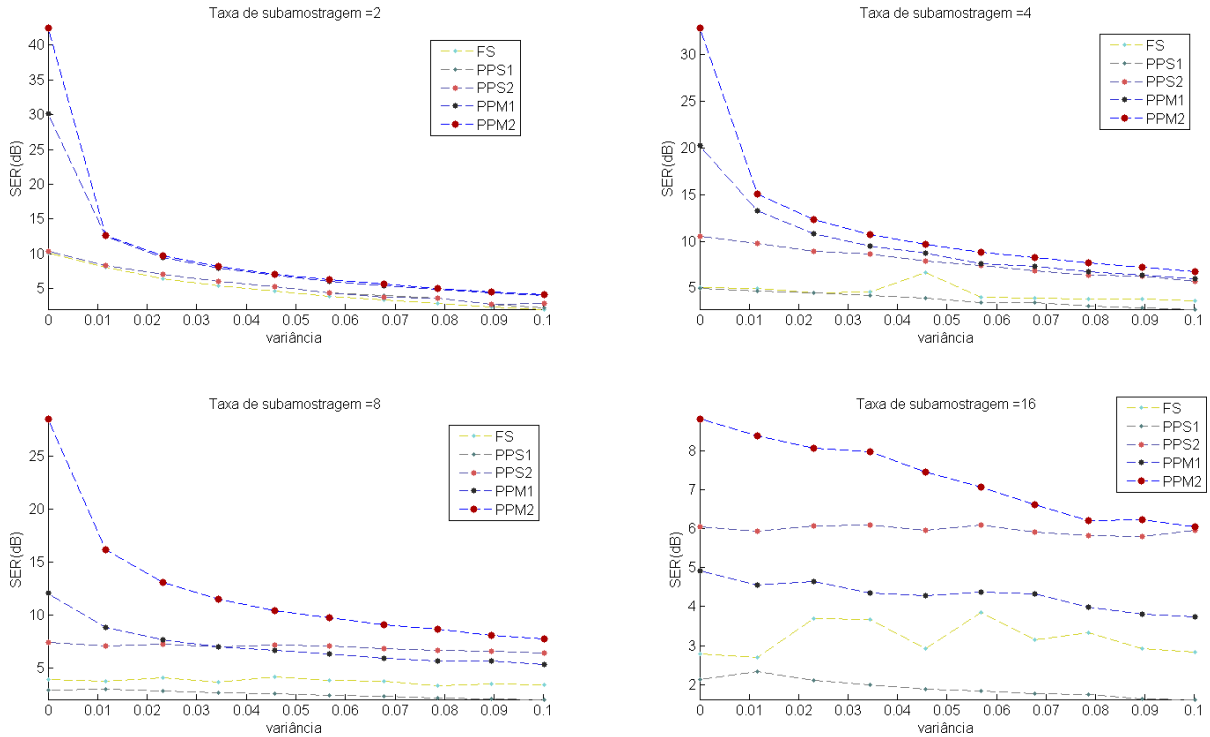 Taxa de subamostragem =2
SER(dB)
40
35
30
25
20
15
10
5
0 0.01 0.02 0.03 0.04 0.05 0.06 0.07 0.08 0.09 0.1
variância
FS
PPS1
PPS2
PPM1
PPM2
Taxa de subamostragem =4
SER(dB)
30
25
20
15
10
5
0 0.01 0.02 0.03 0.04 0.05 0.06 0.07 0.08 0.09 0.1
variância
FS
PPS1
PPS2
PPM1
PPM2
Taxa de subamostragem =8
SER(dB)
25
20
15
10
5
0 0.01 0.02 0.03 0.04 0.05 0.06 0.07 0.08 0.09 0.1
variância
FS
PPS1
PPS2
PPM1
PPM2
Taxa de subamostragem =16
SER(dB)
8
7
6
5
4
3
2
0 0.01 0.02 0.03 0.04 0.05 0.06 0.07 0.08 0.09 0.1
variância
FS
PPS1
PPS2
PPM1
PPM2